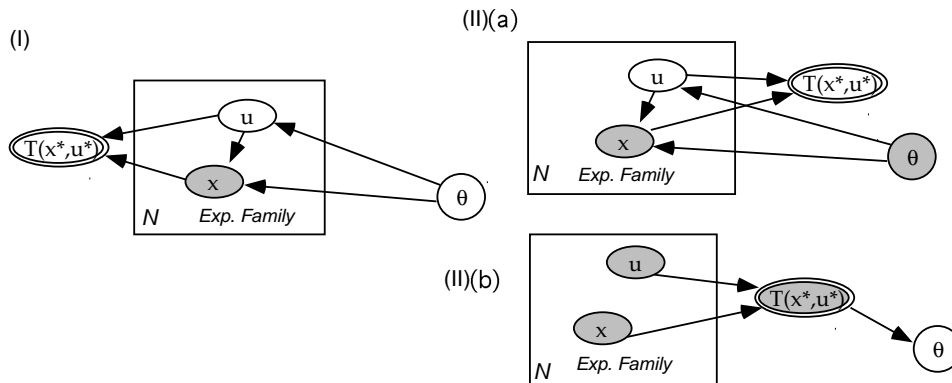 (I)
u
T(x*,u*)
x
N
Exp. Family
θ
(II)(a)
u
T(x*,u*)
x
θ
N
Exp. Family
(II)(b)
u
T(x*,u*)
x
θ
N
Exp. Family